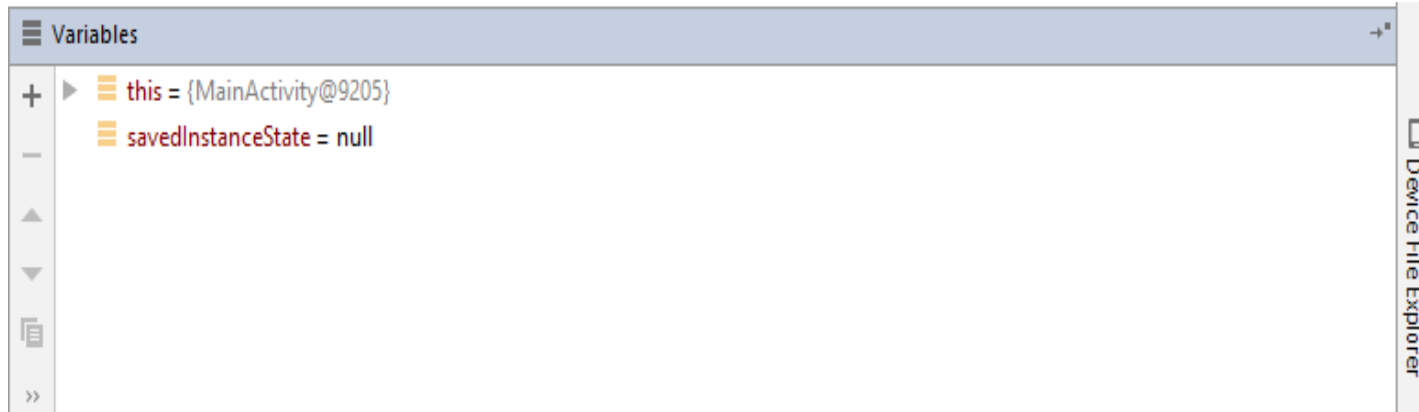 Variables
this = {MainActivity@9205}
savedInstanceState = null
Device File Explorer